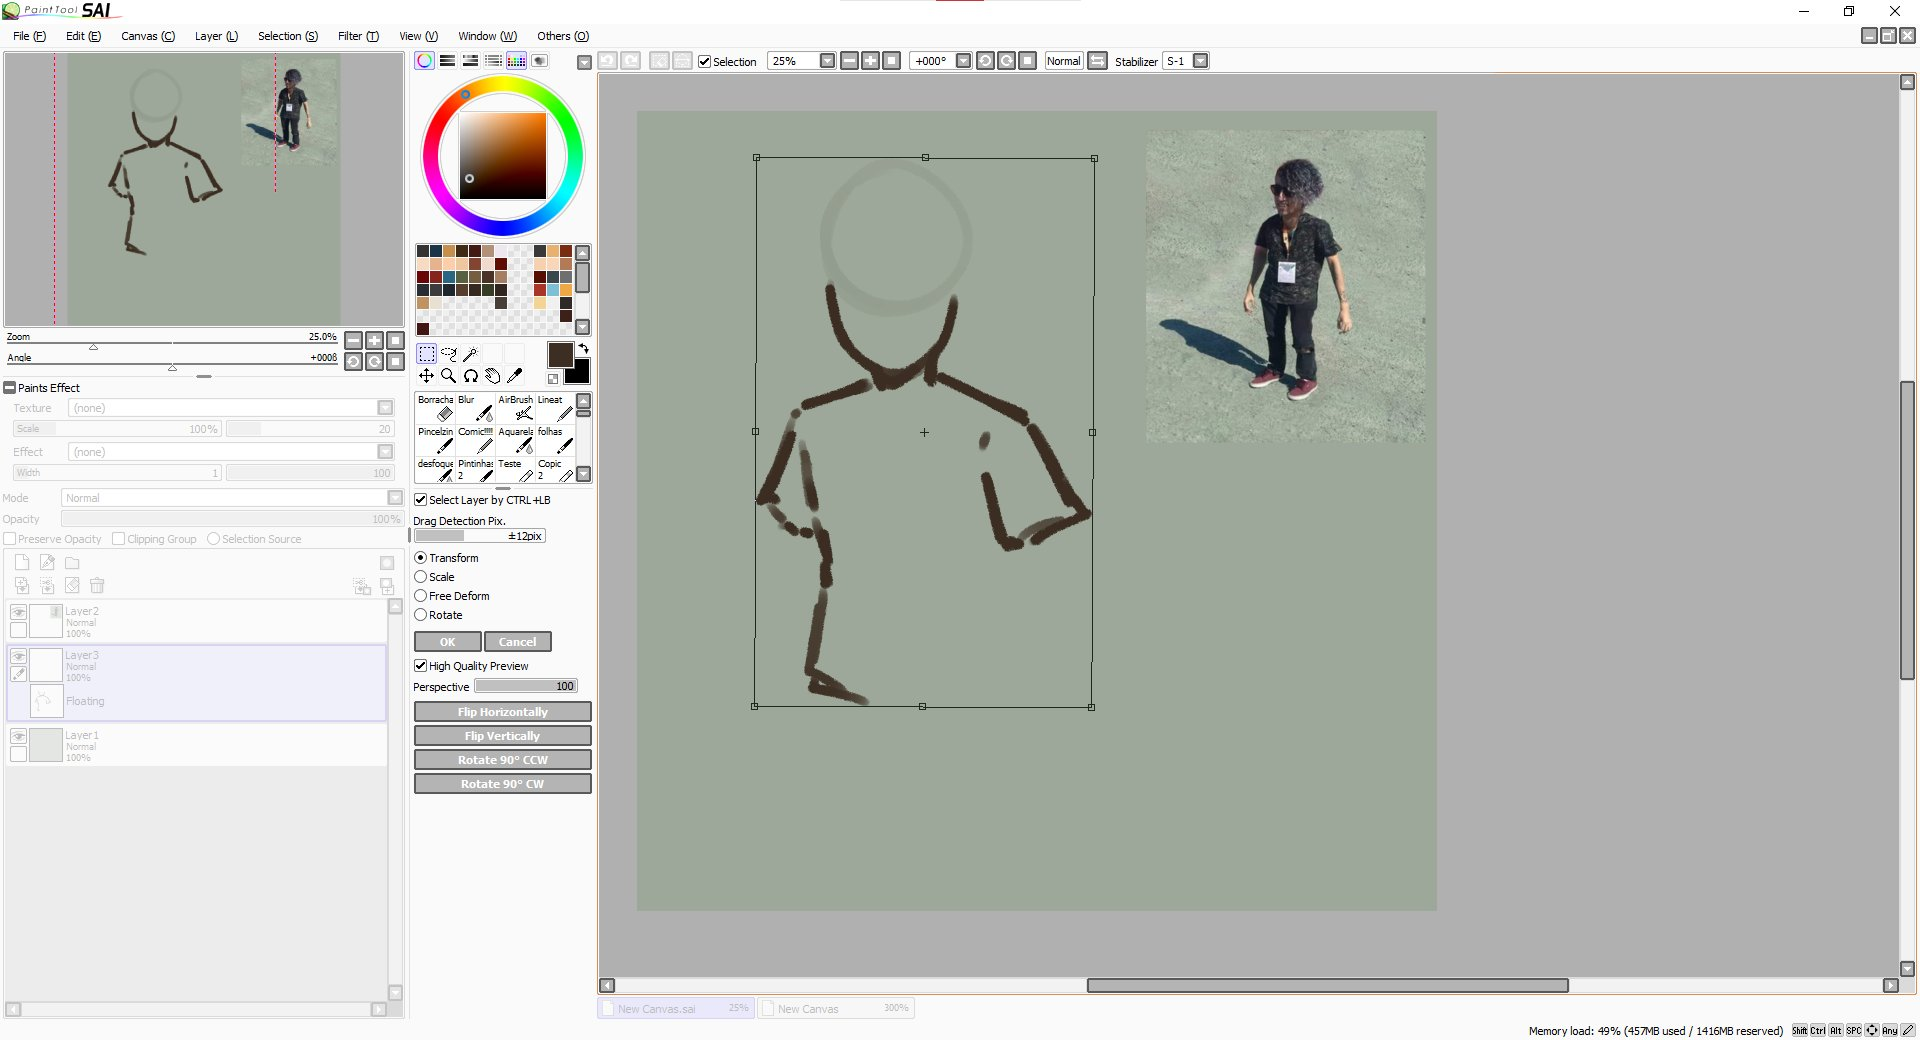 PaintTool SAI
File (F) Edit (E) Canvas (C) Layer (L) Selection (S) Filter (T) View (V) Window (W) Others (O)
Selection 25% +000° Normal Stabilizer S-1
Zoom 25.0%
Angle +000ß
Paints Effect
Texture (none)
Scale 100% 20
Effect (none)
Width 1 100
Mode Normal
Opacity 100%
Preserve Opacity Clipping Group Selection Source
Layer2
Normal
100%
Layer3
Normal
100%
Floating
Layer1
Normal
100%
Borracha Blur AirBrush Lineat
Pincelzin Comic!!!! Aquarela folhas
desfoque Pintinhas 2 Teste Copic 2
Select Layer by CTRL+LB
Drag Detection Pix.
±12pix
Transform
Scale
Free Deform
Rotate
OK Cancel
High Quality Preview
Perspective 100
Flip Horizontally
Flip Vertically
Rotate 90° CCW
Rotate 90° CW
New Canvas.sai 25% New Canvas 300%
Memory load: 49% (457MB used / 1416MB reserved) Shift Ctrl Alt SPC Any